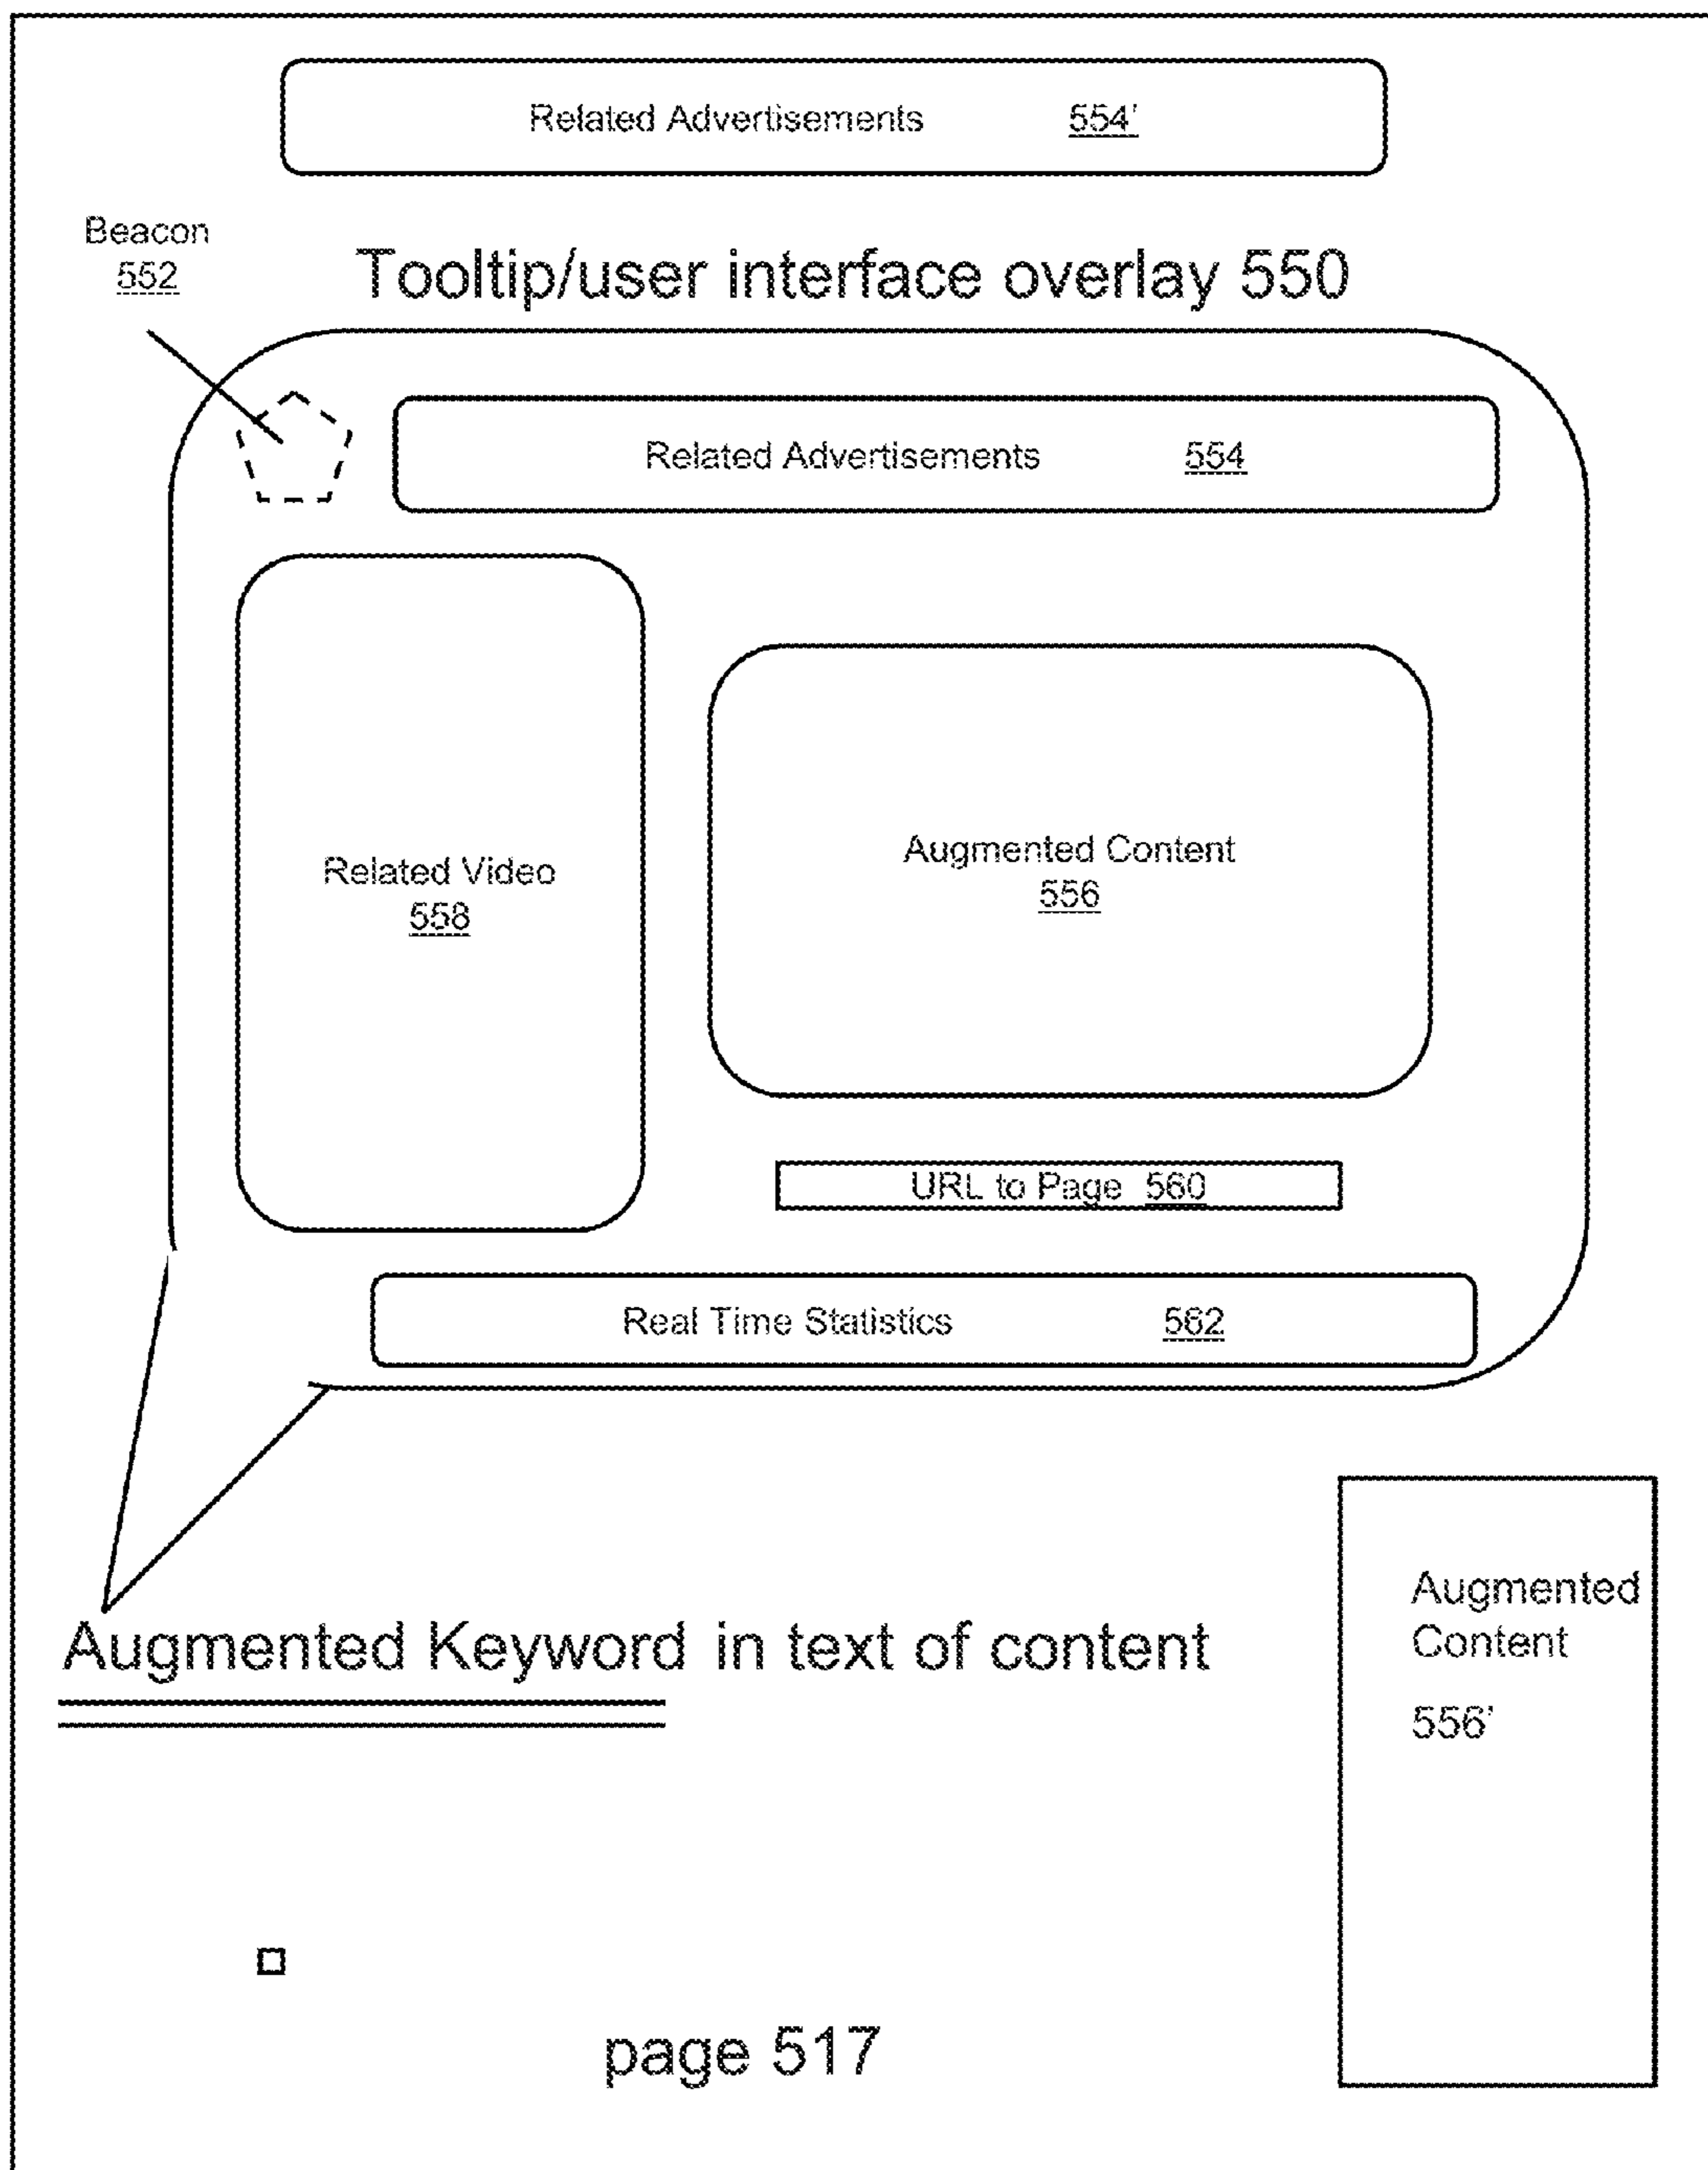 Related Advertisements 554'
Beacon
552
Tooltip/user interface overlay 550
Related Advertisements 554
Related Video
558
Augmented Content
556
URL to Page 560
Real Time Statistics 562
Augmented Keyword in text of content
Augmented
Content
556'
page 517